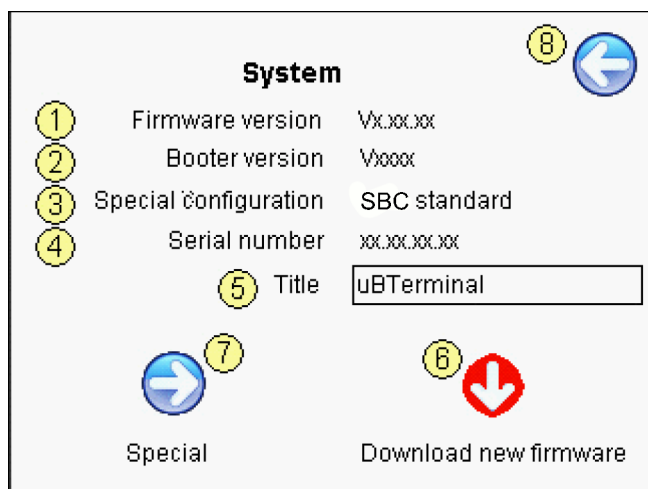 8
System
1 Firmware version Vx.xx.xx
2 Booter version Vxxxx
3 Special configuration SBC standard
4 Serial number xx.xx.xx.xx
5 Title uBTerminal
7 6
Special Download new firmware